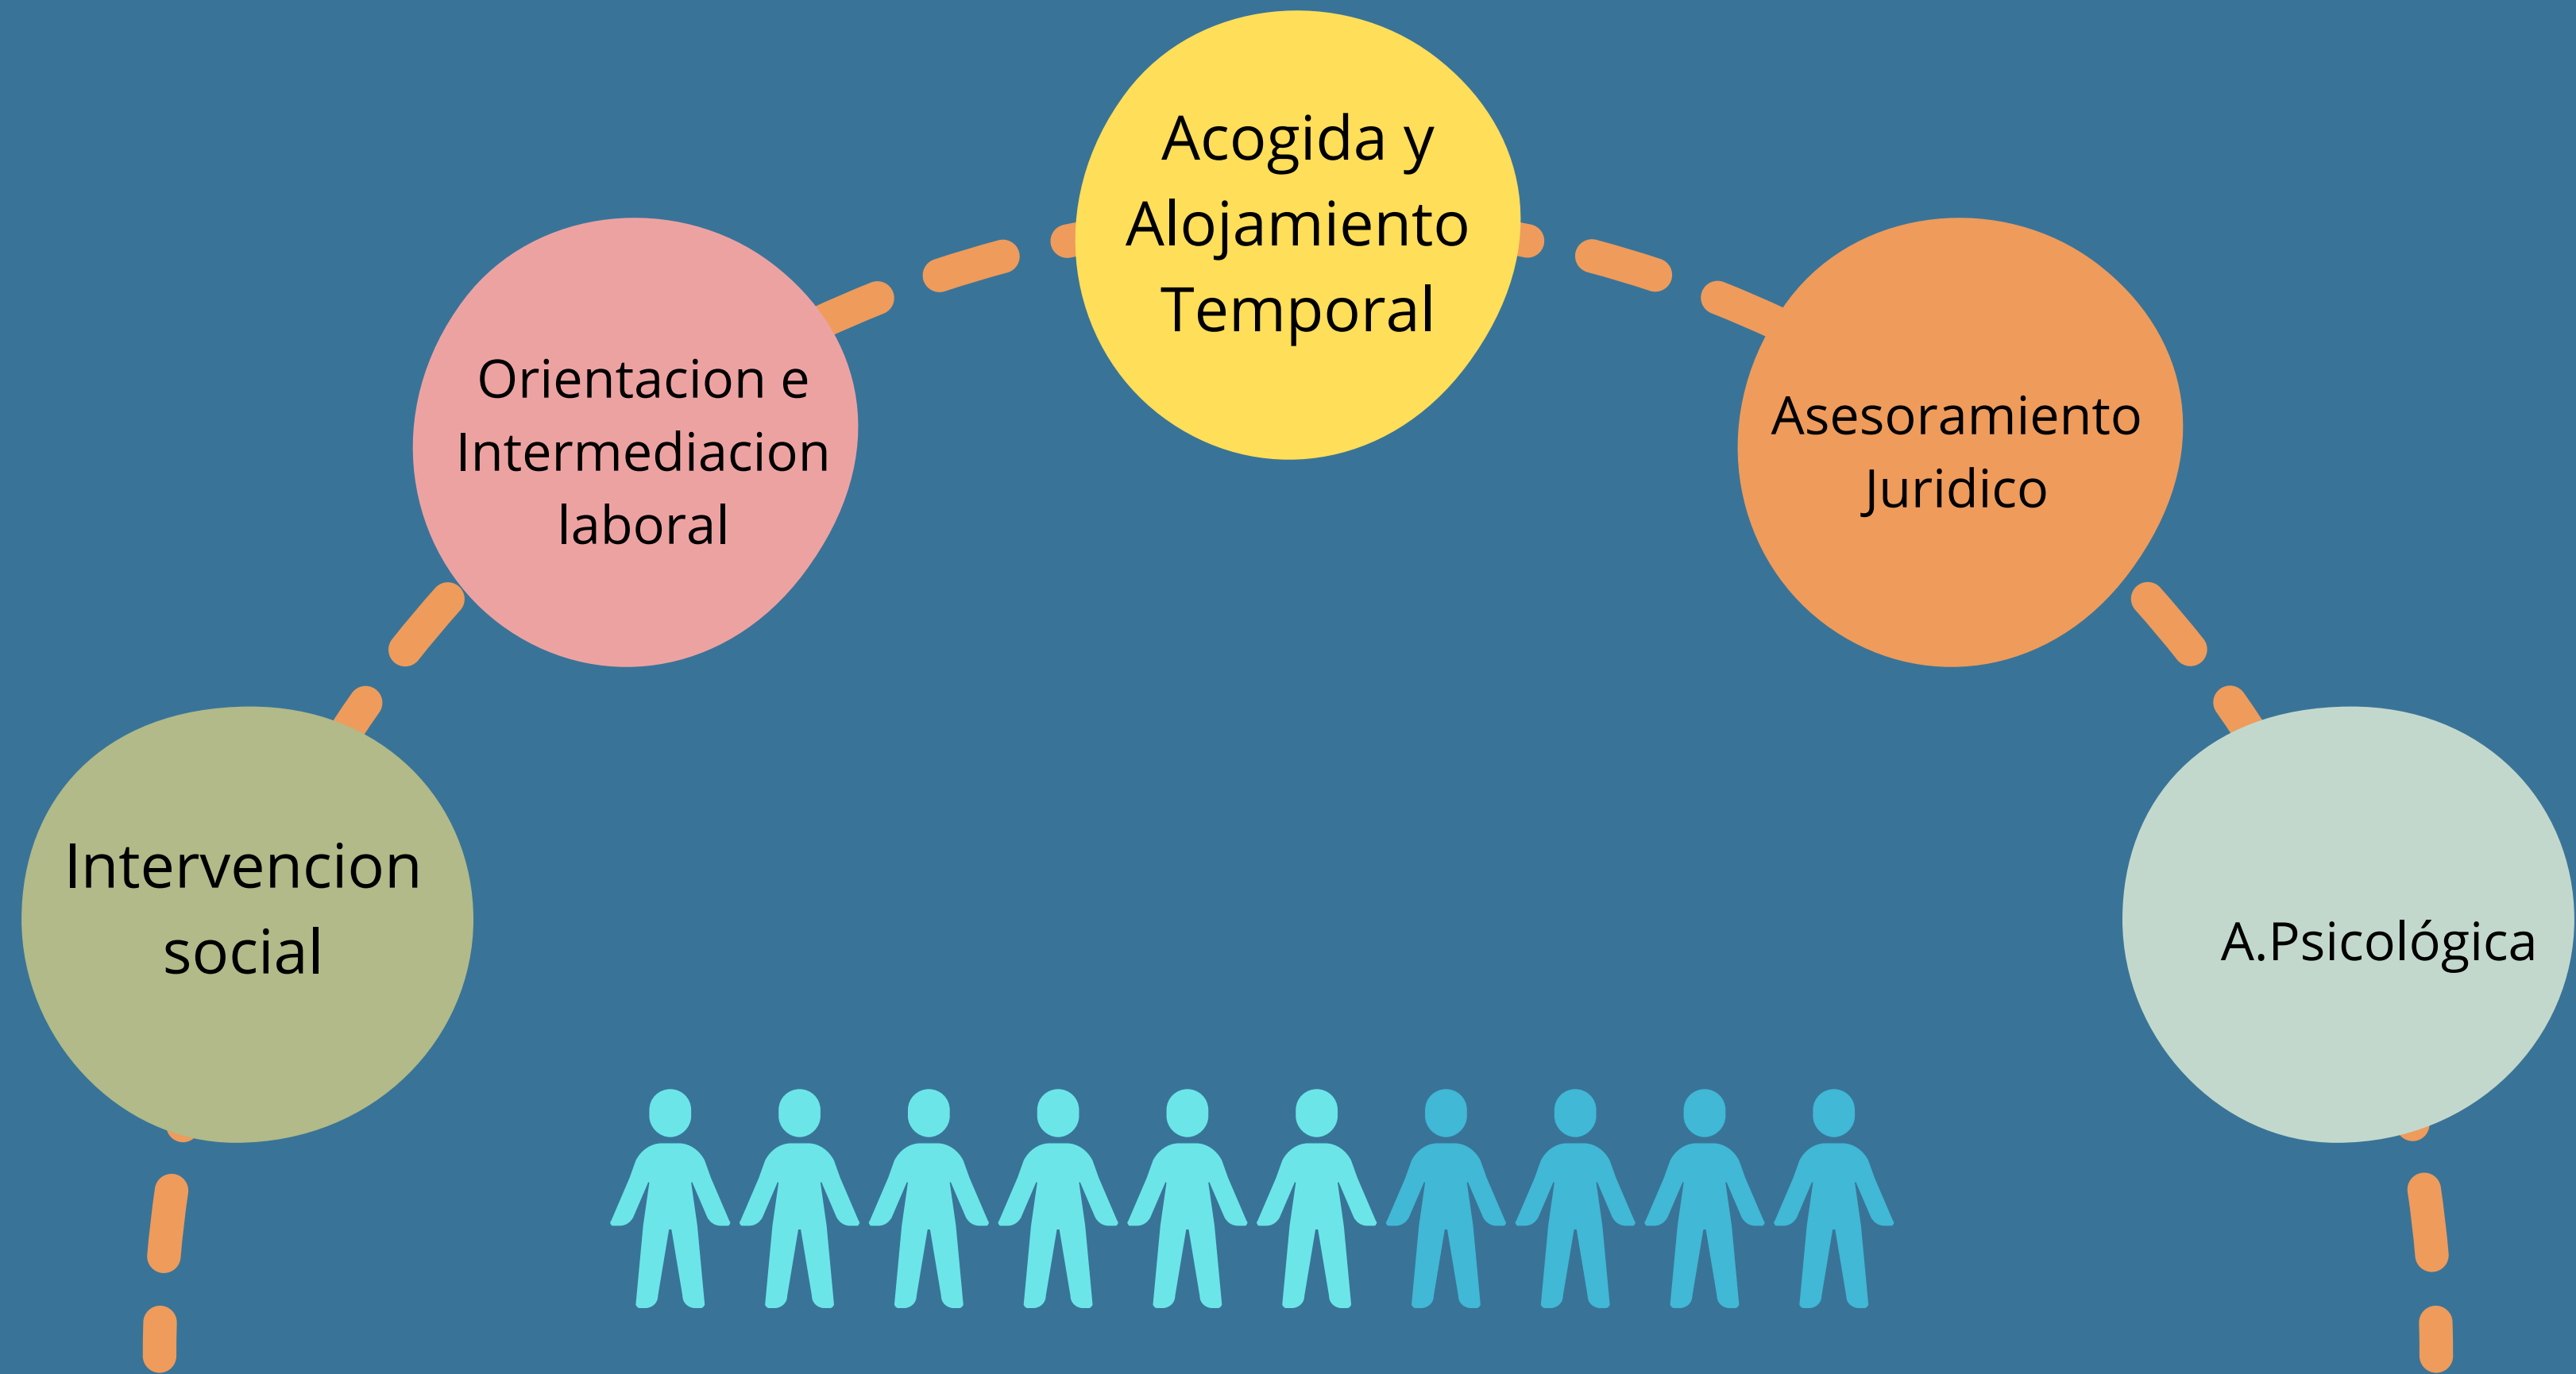 Acogida y
Alojamiento
Temporal
Orientacion e
Intermediacion
laboral
Asesoramiento
Juridico
Intervencion
social
A.Psicológica